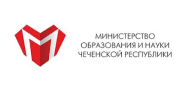 МИНИСТЕРСТВО
ОБРАЗОВАНИЯ И НАУКИ
ЧЕЧЕНСКОЙ РЕСПУБЛИКИ